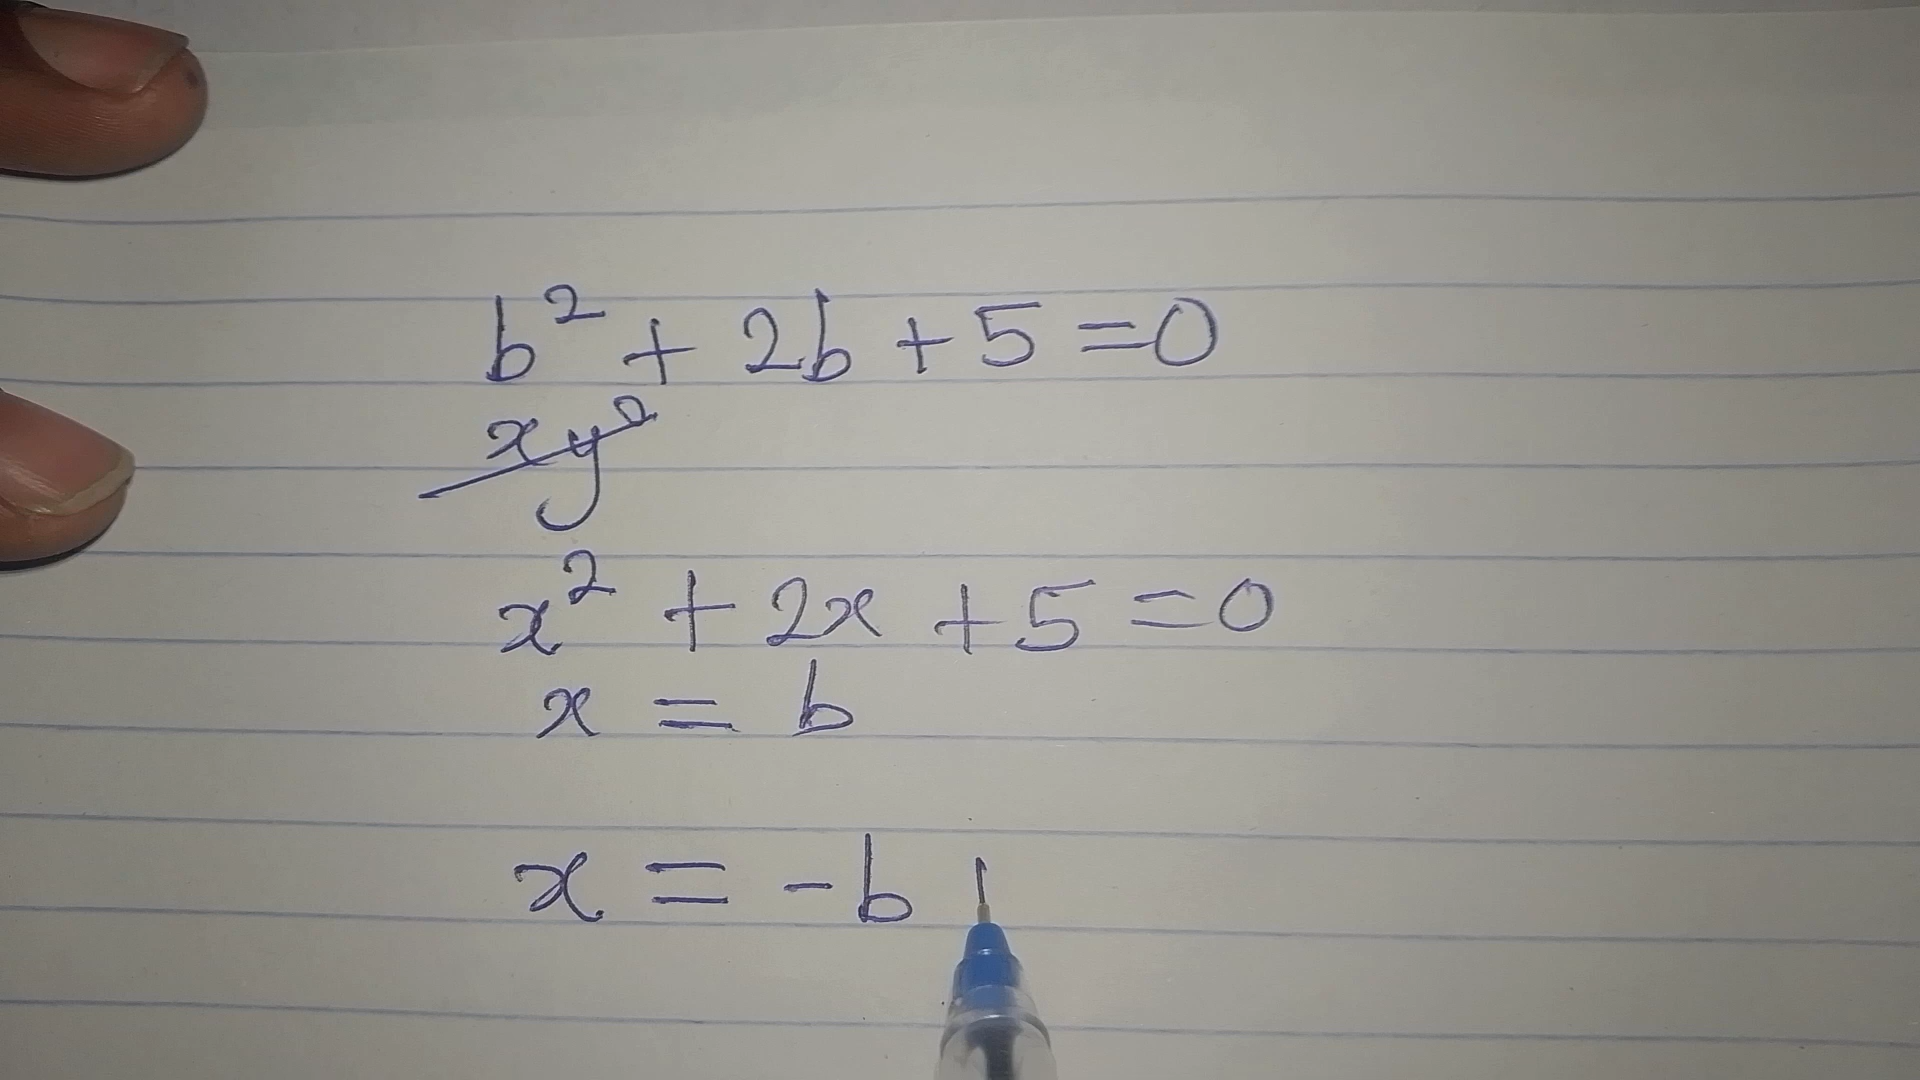 b² + 2b + 5 = 0
xy²
x² + 2x + 5 = 0
x = b
x = -b